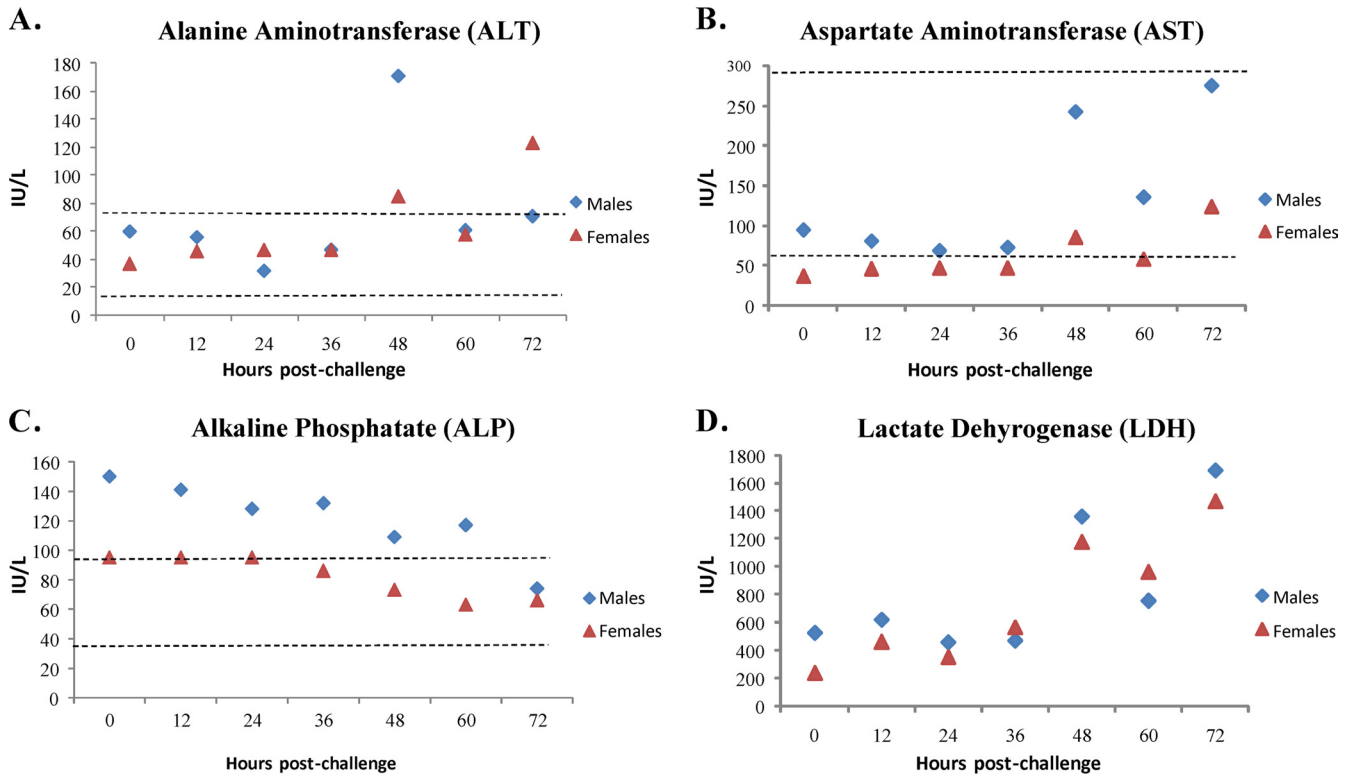 A.
Alanine Aminotransferase (ALT)
180
160
140
120
100
80
60
40
20
0
IU/L
0 12 24 36 48 60 72
Hours post-challenge
Males
Females
B.
Aspartate Aminotransferase (AST)
300
250
200
150
100
50
0
IU/L
0 12 24 36 48 60 72
Hours post-challenge
Males
Females
C.
Alkaline Phosphatate (ALP)
160
140
120
100
80
60
40
20
0
IU/L
0 12 24 36 48 60 72
Hours post-challenge
Males
Females
D.
Lactate Dehyrogenase (LDH)
1800
1600
1400
1200
1000
800
600
400
200
0
IU/L
0 12 24 36 48 60 72
Hours post-challenge
Males
Females